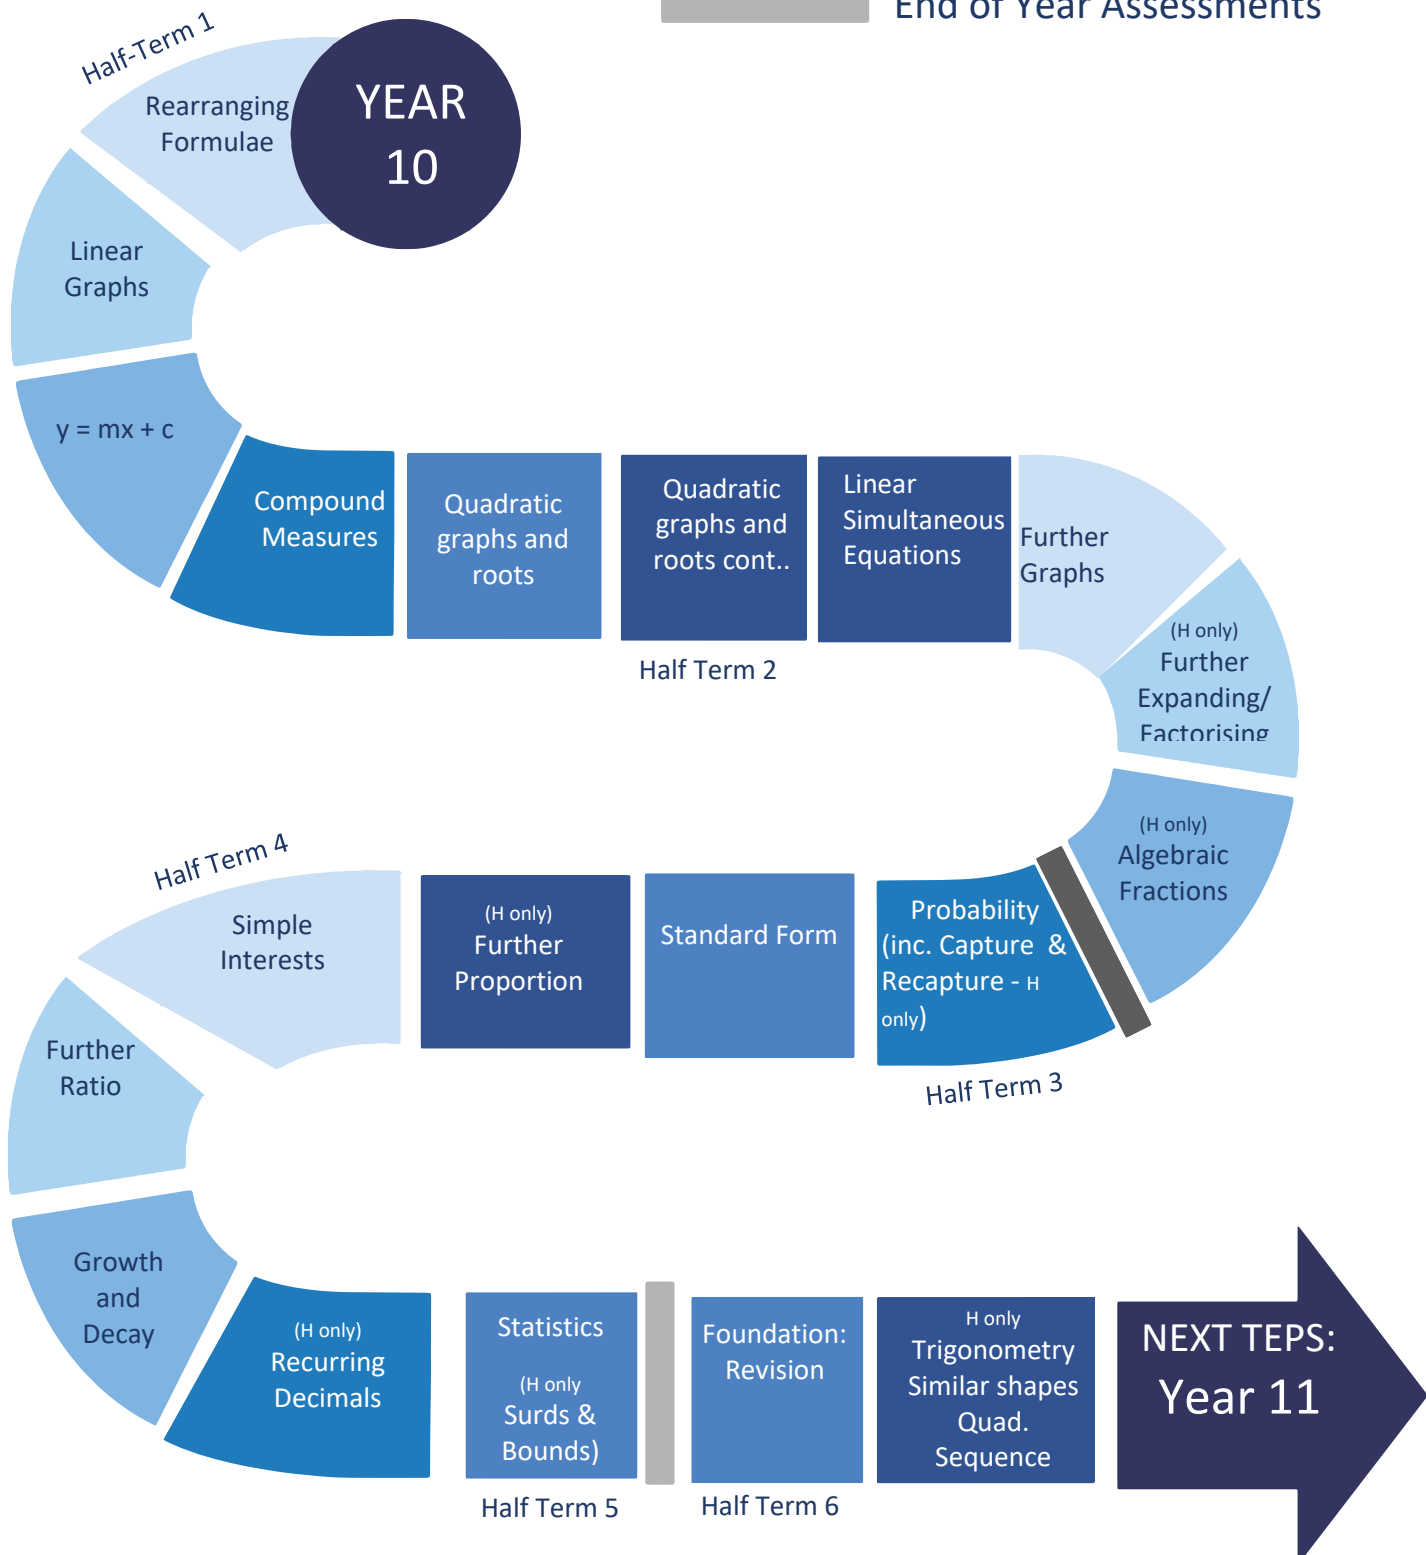 End of Year Assessments
Half-Term 1
YEAR
10
Rearranging
Formulae
Linear
Graphs
y = mx + c
Compound
Measures
Quadratic
graphs and
roots
Quadratic
graphs and
roots cont..
Linear
Simultaneous
Equations
Further
Graphs
Half Term 2
(H only)
Further
Expanding/
Factorising
(H only)
Algebraic
Fractions
Probability
(inc. Capture & 
Recapture - H
only)
Half Term 3
Standard Form
(H only)
Further
Proportion
Half Term 4
Simple
Interests
Further
Ratio
Growth
and
Decay
(H only)
Recurring
Decimals
Statistics
(H only
Surds &
Bounds)
Half Term 5
Foundation:
Revision
Half Term 6
H only
Trigonometry
Similar shapes
Quad.
Sequence
NEXT TEPS:
Year 11